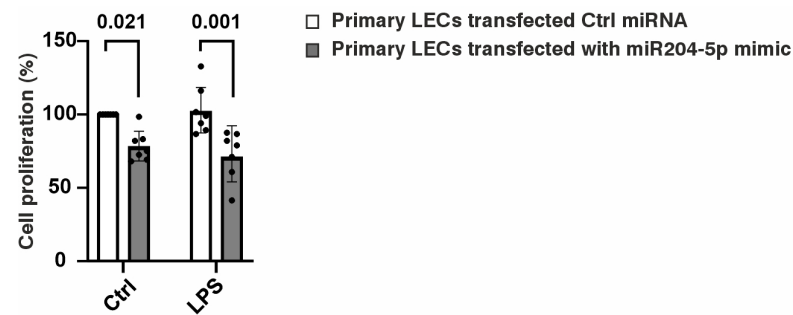 0.021 0.001
Primary LECs transfected Ctrl miRNA
Primary LECs transfected with miR204-5p mimic
Cell proliferation (%)
150
100
50
0
Ctrl LPS